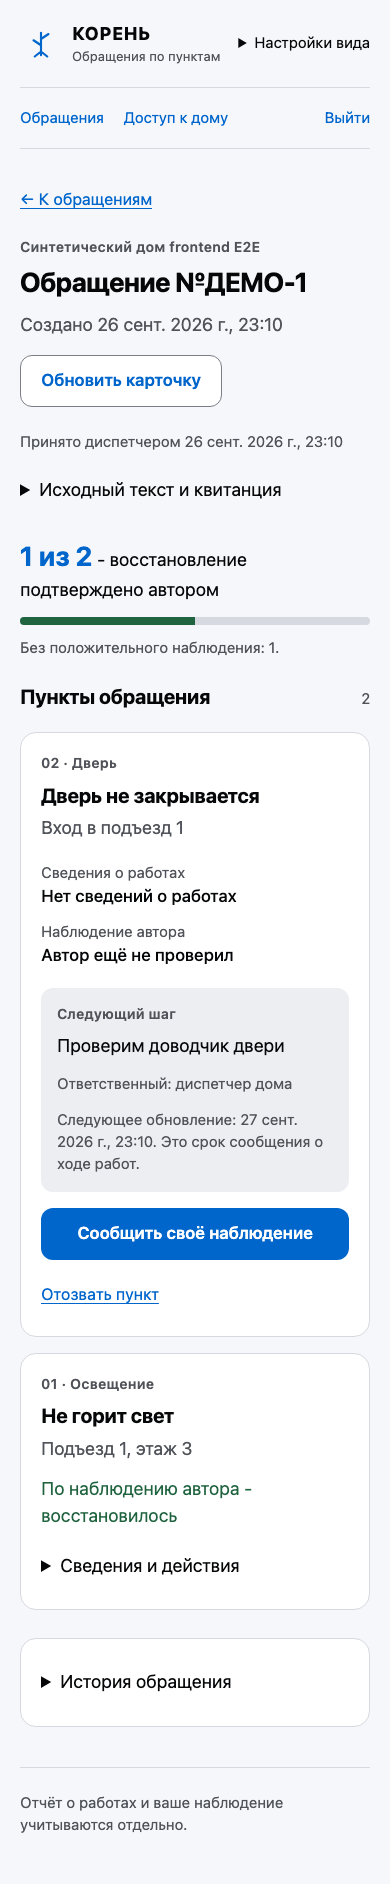 КОРЕНЬ
Обращения по пунктам
Настройки вида
Обращения
Доступ к дому
Выйти
← К обращениям
Синтетический дом frontend E2E
Обращение №ДЕМО-1
Создано 26 сент. 2026 г., 23:10
Обновить карточку
Принято диспетчером 26 сент. 2026 г., 23:10
Исходный текст и квитанция
1 из 2 - восстановление
подтверждено автором
Без положительного наблюдения: 1.
Пункты обращения
2
02 · Дверь
Дверь не закрывается
Вход в подъезд 1
Сведения о работах
Нет сведений о работах
Наблюдение автора
Автор ещё не проверил
Следующий шаг
Проверим доводчик двери
Ответственный: диспетчер дома
Следующее обновление: 27 сент.
2026 г., 23:10. Это срок сообщения о
ходе работ.
Сообщить своё наблюдение
Отозвать пункт
01 · Освещение
Не горит свет
Подъезд 1, этаж 3
По наблюдению автора -
восстановилось
Сведения и действия
История обращения
Отчёт о работах и ваше наблюдение
учитываются отдельно.